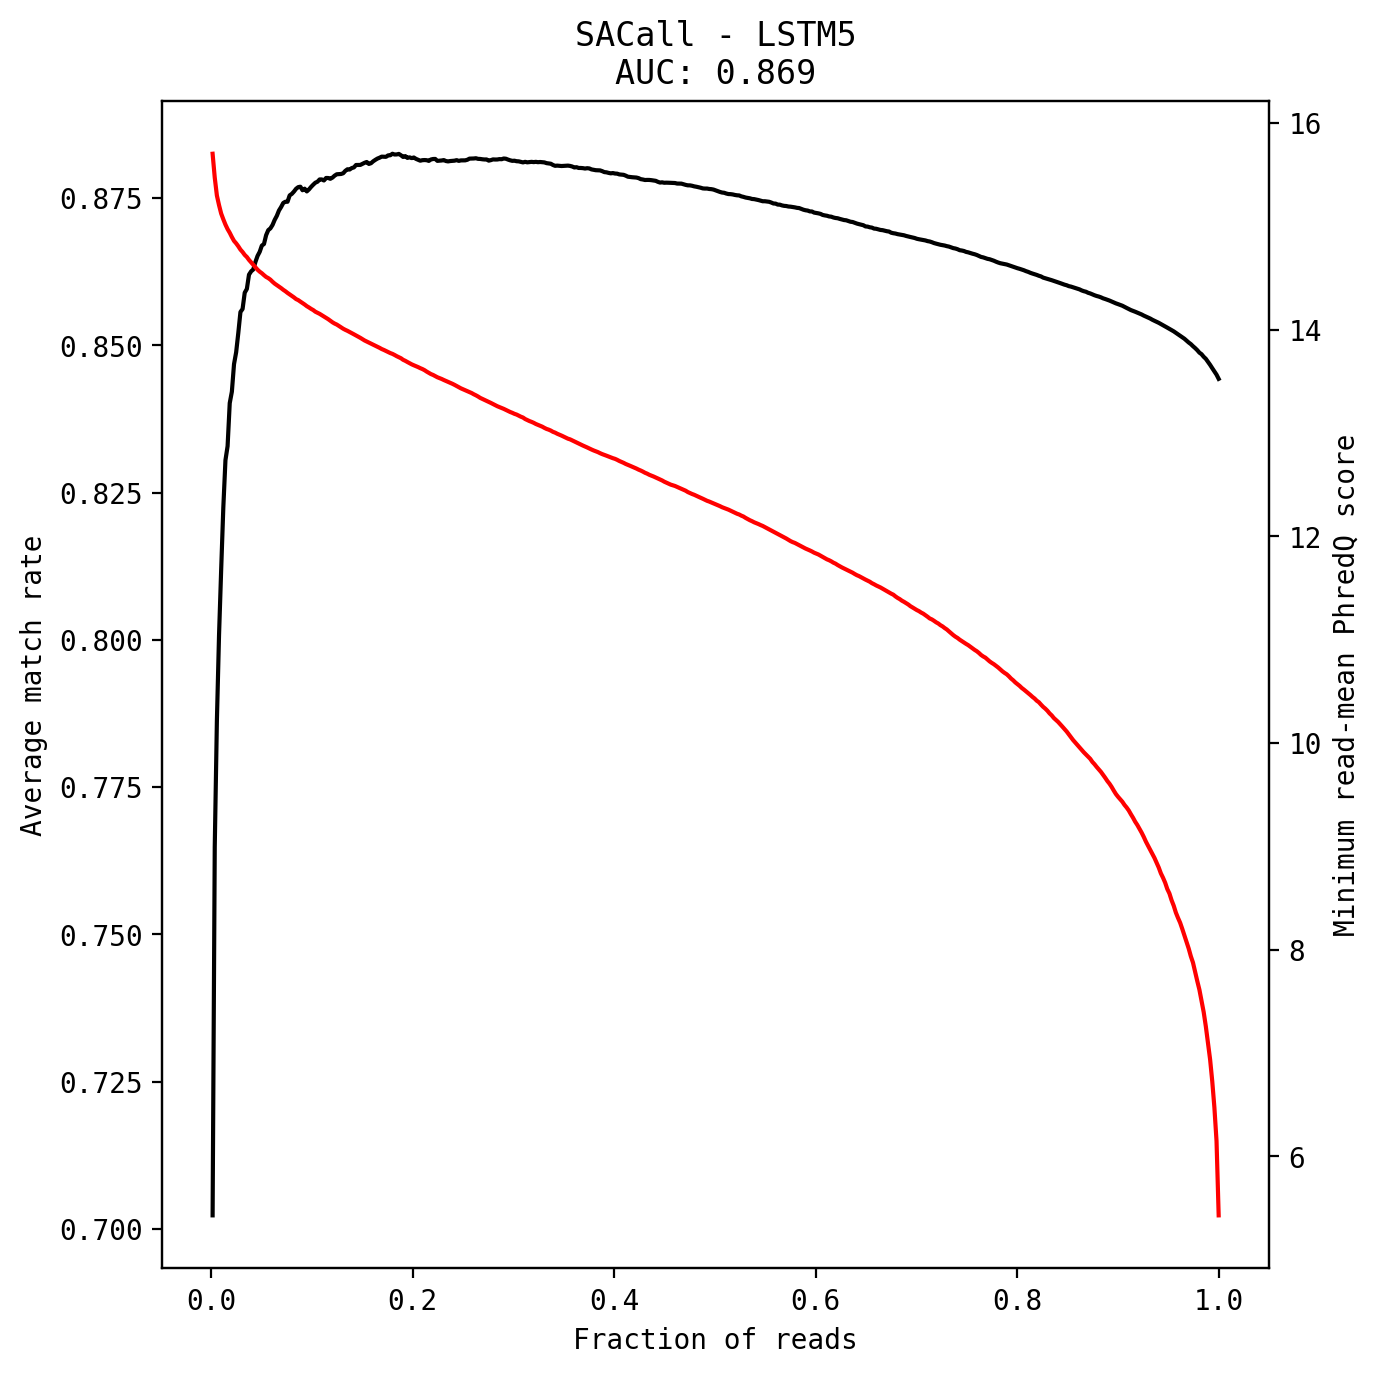 SACall - LSTM5
AUC: 0.869
Average match rate
0.875
0.850
0.825
0.800
0.775
0.750
0.725
0.700
16
14
12
10
8
6
Minimum read-mean PhredQ score
0.0 0.2 0.4 0.6 0.8 1.0
Fraction of reads